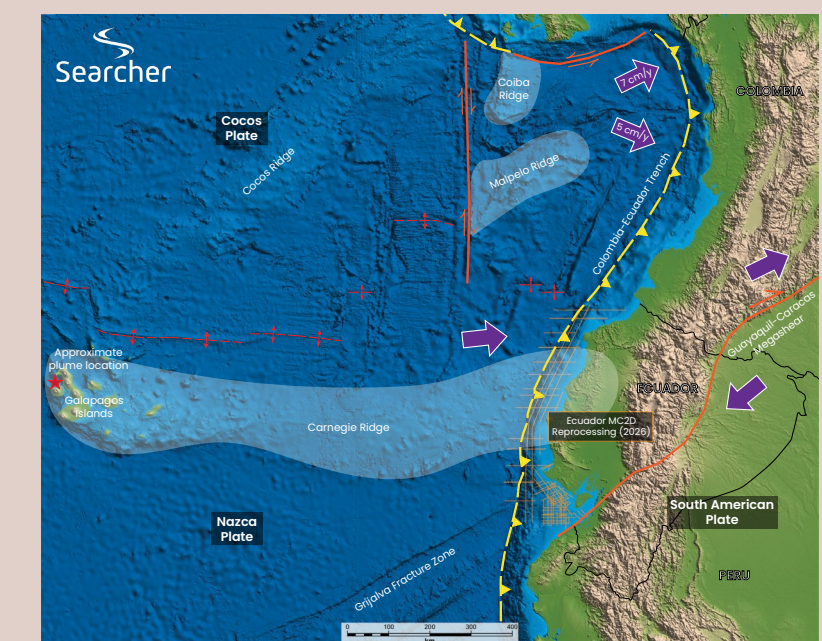 Searcher
Coiba
Ridge
7 cm/y
COLOMBIA
5 cm/y
Cocos
Plate
Cocos Ridge
Malpelo Ridge
Colombia-Ecuador Trench
Guayaquil-Caracas
Megashear
Approximate
plume location
Galapagos
Islands
ECUADOR
Carnegie Ridge
Ecuador MC2D
Reprocessing (2026)
South American
Plate
Nazca
Plate
Grijalva Fracture Zone
PERU
0 100 200 300 400
km